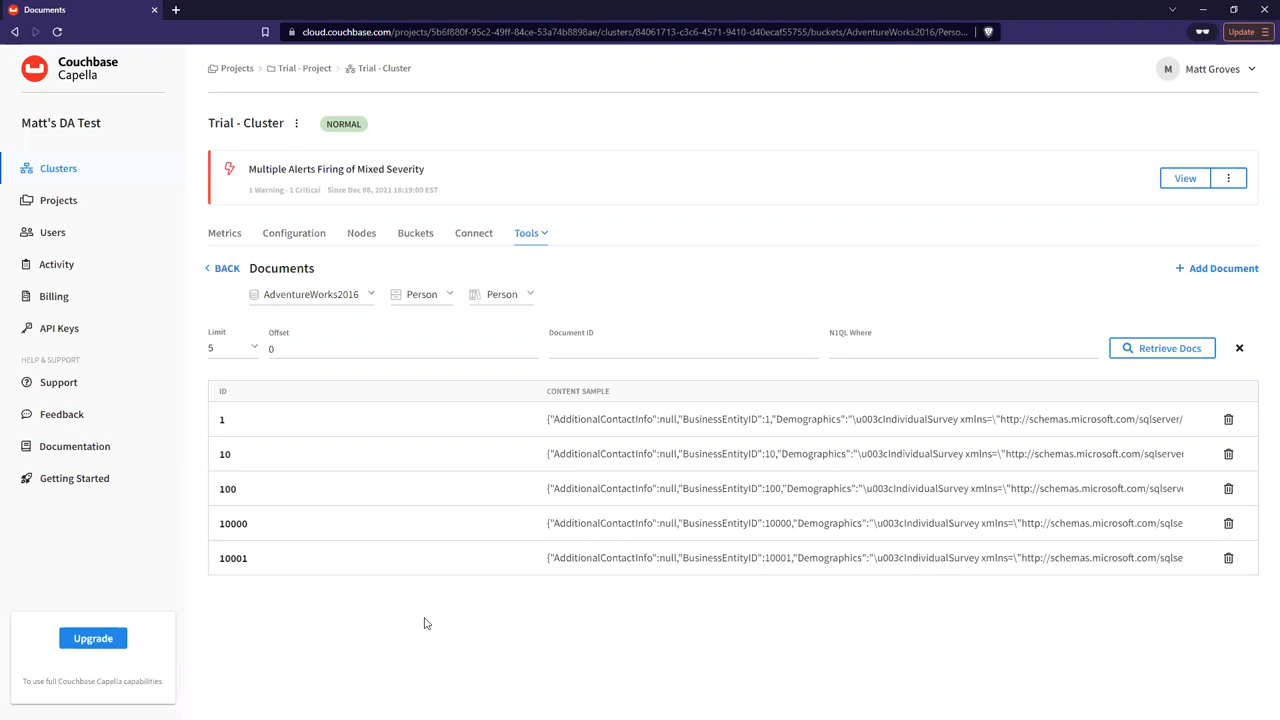 Documents
cloud.couchbase.com/projects/5b6f880f-95c2-49ff-84ce-53a74b8898ae/clusters/84061713-c3c6-4571-9410-d40ecaf55755/buckets/AdventureWorks2016/Perso...
Update
Couchbase
Capella
Projects > Trial - Project > Trial - Cluster
M Matt Groves
Matt's DA Test
Trial - Cluster NORMAL
Clusters
Projects
Users
Activity
Billing
API Keys
HELP & SUPPORT
Support
Feedback
Documentation
Getting Started
Upgrade
To use full Couchbase Capella capabilities.
Multiple Alerts Firing of Mixed Severity
1 Warning - 1 Critical Since Dec 08, 2021 18:19:00 EST
View
Metrics Configuration Nodes Buckets Connect Tools
< BACK Documents + Add Document
AdventureWorks2016 Person Person
Limit Offset Document ID N1QL Where
5 0 Retrieve Docs
ID CONTENT SAMPLE
1 {"AdditionalContactInfo":null,"BusinessEntityID":1,"Demographics":"\u003cIndividualSurvey xmlns=\"http://schemas.microsoft.com/sqlserver/
10 {"AdditionalContactInfo":null,"BusinessEntityID":10,"Demographics":"\u003cIndividualSurvey xmlns=\"http://schemas.microsoft.com/sqlserver
100 {"AdditionalContactInfo":null,"BusinessEntityID":100,"Demographics":"\u003cIndividualSurvey xmlns=\"http://schemas.microsoft.com/sqlserv
10000 {"AdditionalContactInfo":null,"BusinessEntityID":10000,"Demographics":"\u003cIndividualSurvey xmlns=\"http://schemas.microsoft.com/sqlse
10001 {"AdditionalContactInfo":null,"BusinessEntityID":10001,"Demographics":"\u003cIndividualSurvey xmlns=\"http://schemas.microsoft.com/sqlse